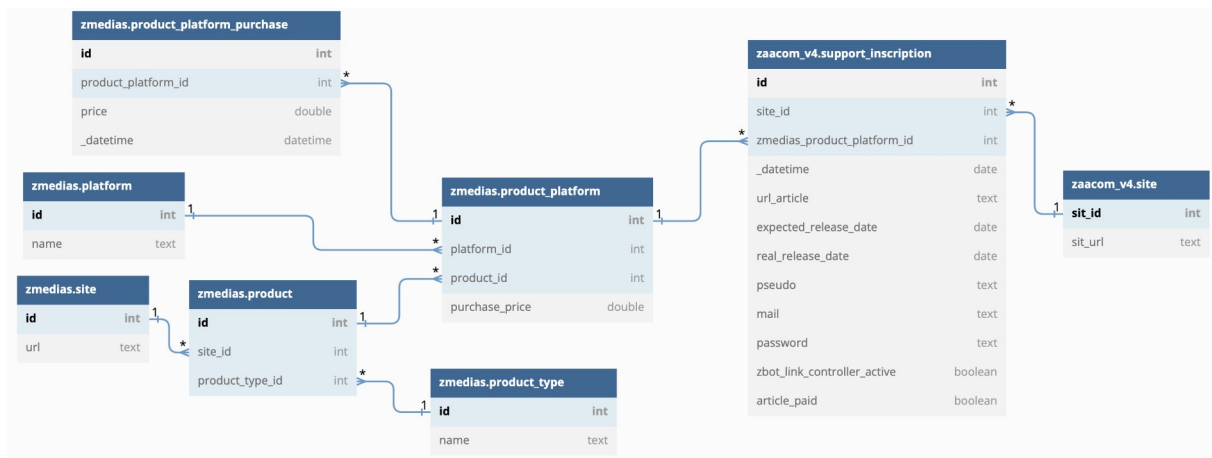 zmedias.product_platform_purchase
id int
product_platform_id int
price double
_datetime datetime
*
zmedias.platform
id int
name text
1
zmedias.site
id int
url text
1
zmedias.product
id int
site_id int
product_type_id int
1
*
*
zmedias.product_type
id int
name text
1
zmedias.product_platform
id int
platform_id int
product_id int
purchase_price double
1
*
*
1
zaacom_v4.support_inscription
id int
site_id int
zmedias_product_platform_id int
_datetime date
url_article text
expected_release_date date
real_release_date date
pseudo text
mail text
password text
zbot_link_controller_active boolean
article_paid boolean
*
*
zaacom_v4.site
sit_id int
sit_url text
1